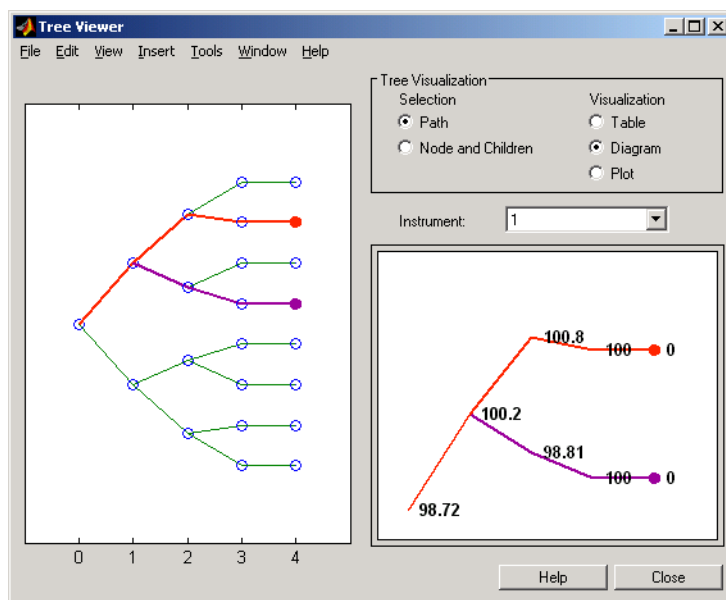 Tree Viewer
File Edit View Insert Tools Window Help
Tree Visualization
Selection
Visualization
Path
Table
Node and Children
Diagram
Plot
Instrument:
1
100.8
100
0
100.2
98.81
100
0
98.72
0 1 2 3 4
Help
Close